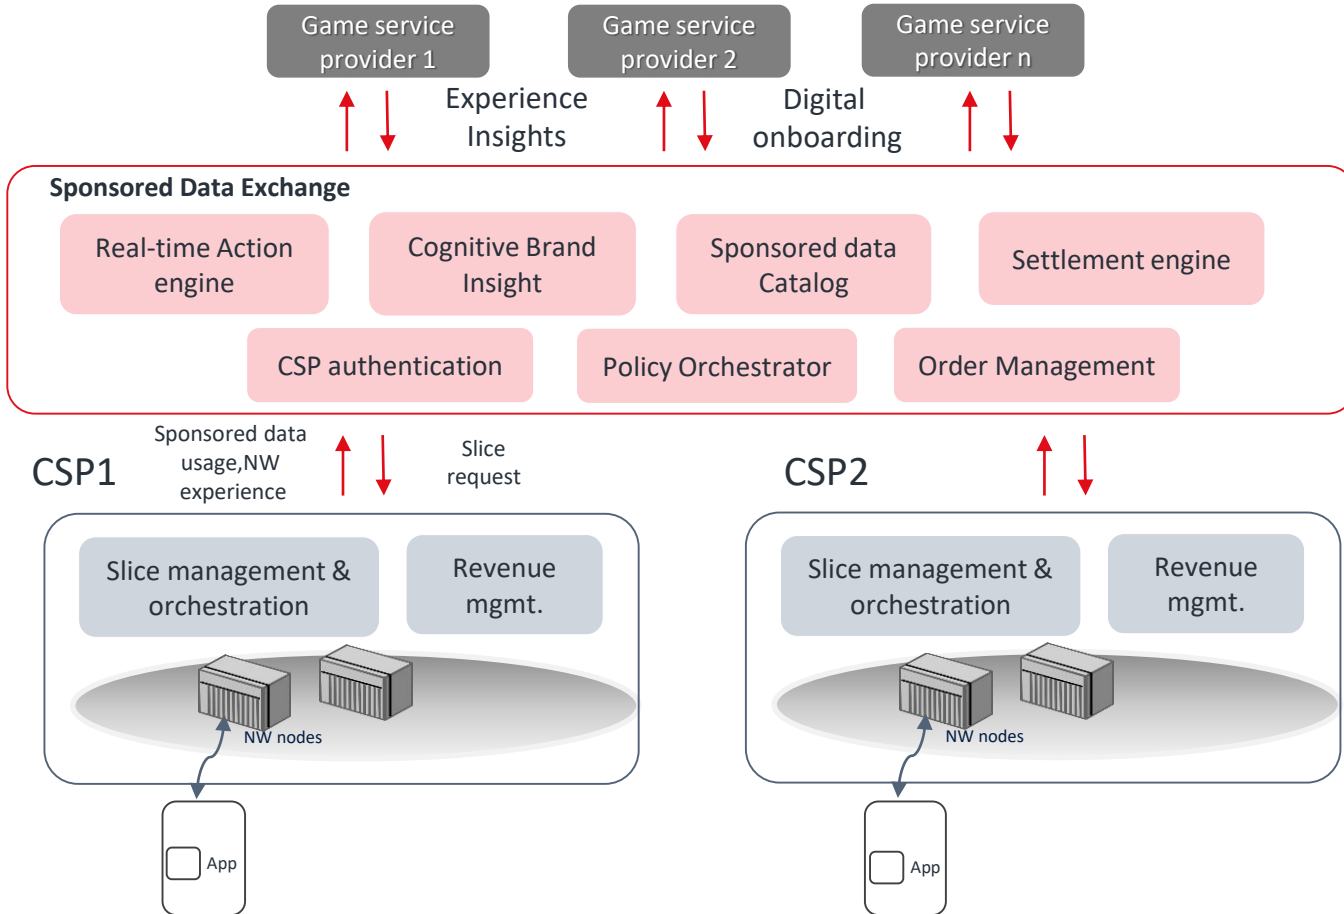 Game service
provider 1
Game service
provider 2
Game service
provider n
Experience
Insights
Digital
onboarding
Sponsored Data Exchange
Real-time Action
engine
Cognitive Brand
Insight
Sponsored data
Catalog
Settlement engine
CSP authentication
Policy Orchestrator
Order Management
CSP1
Sponsored data
usage,NW
experience
Slice
request
CSP2
Slice management &
orchestration
Revenue
mgmt.
NW nodes
App
Slice management &
orchestration
Revenue
mgmt.
NW nodes
App